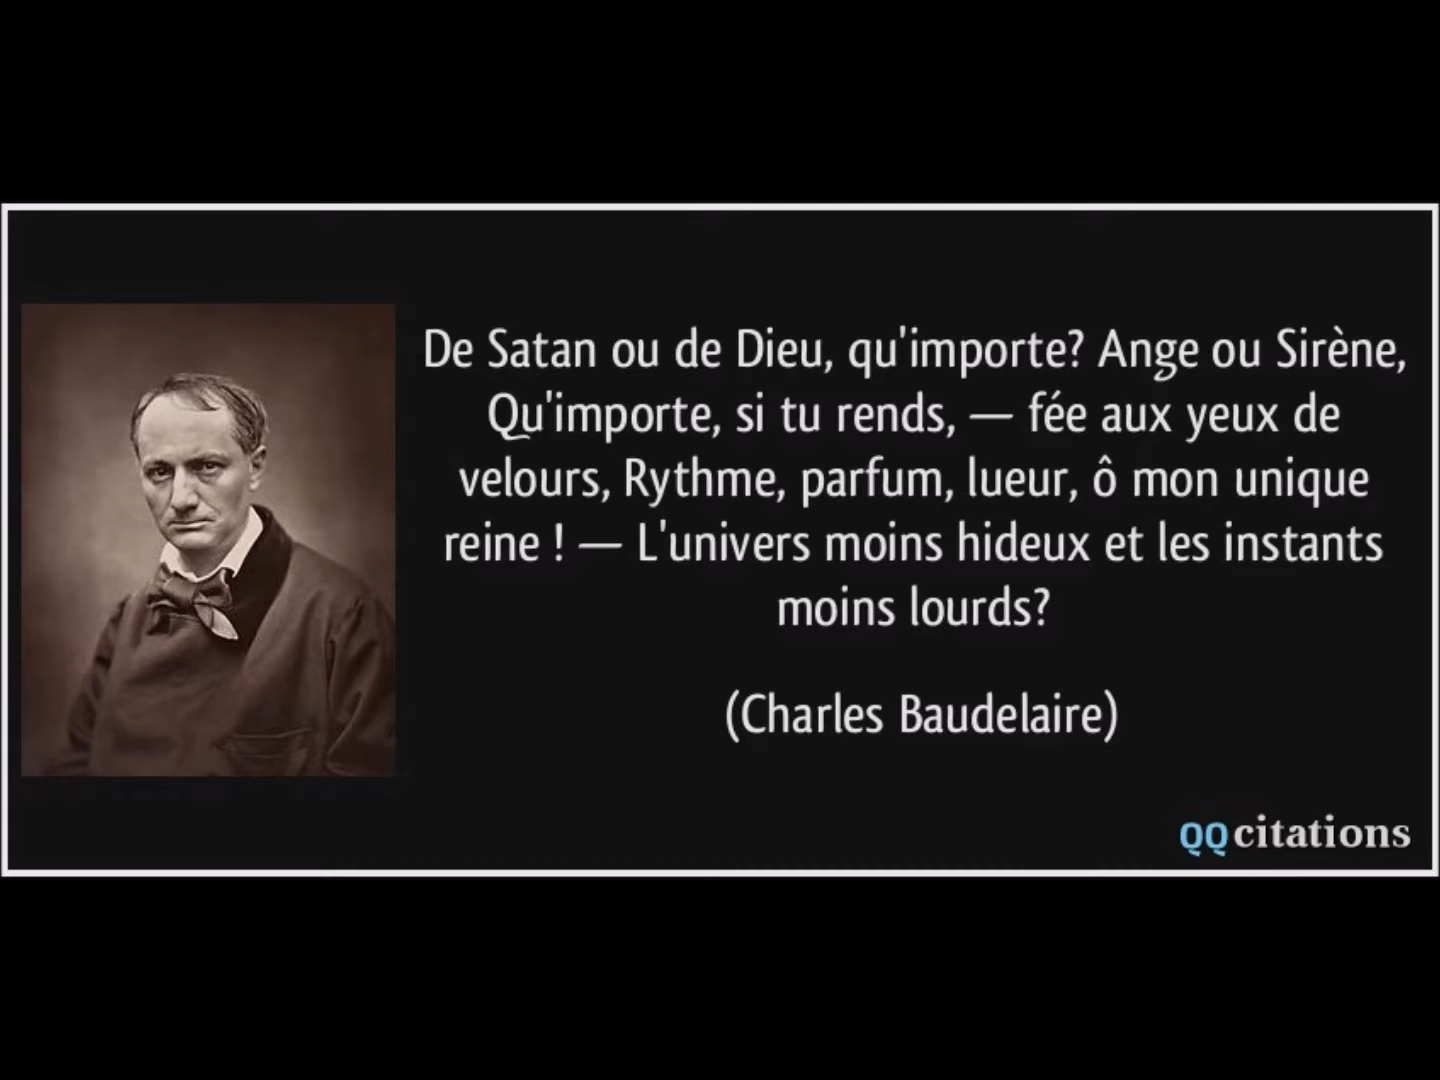 De Satan ou de Dieu, qu'importe? Ange ou Sirène,
Qu'importe, si tu rends, — fée aux yeux de
velours, Rythme, parfum, lueur, ô mon unique
reine ! — L'univers moins hideux et les instants
moins lourds?
(Charles Baudelaire)
QQcitations